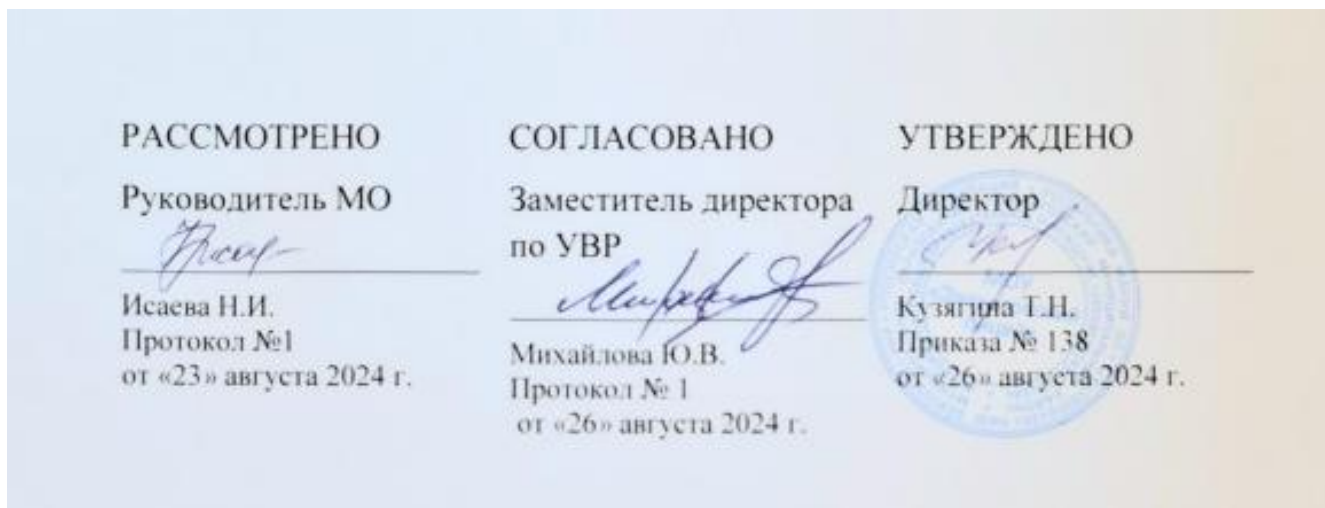 РАССМОТРЕНО
Руководитель МО
Исаева Н.И.
Протокол №1
от «23» августа 2024 г.
СОГЛАСОВАНО
Заместитель директора
по УВР
Михайлова Ю.В.
Протокол № 1
от «26» августа 2024 г.
УТВЕРЖДЕНО
Директор
Кузягина Т.Н.
Приказа № 138
от «26» августа 2024 г.